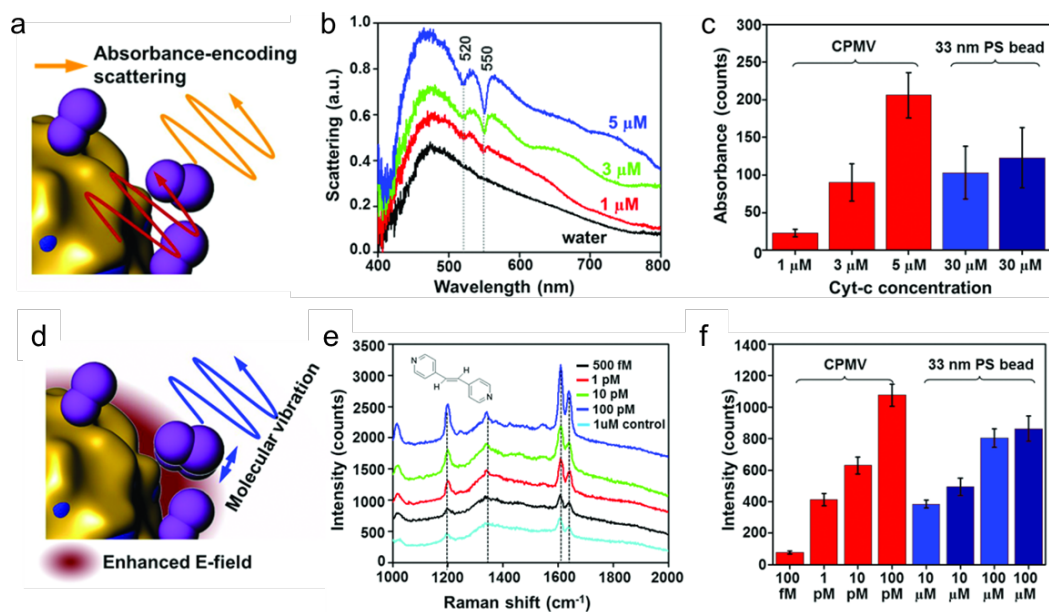 a
Absorbance-encoding
scattering
b
Scattering (a.u.)
1.0
0.8
0.6
0.4
0.2
0.0
520
550
5 µM
3 µM
1 µM
water
400 500 600 700 800
Wavelength (nm)
c
Absorbance (counts)
250
200
150
100
50
0
CPMV
33 nm PS bead
1 µM 3 µM 5 µM 30 µM 30 µM
Cyt-c concentration
d
Molecular vibration
Enhanced E-field
e
Intensity (counts)
3500
3000
2500
2000
1500
1000
500
0
N
H
H
N
500 fM
1 pM
10 pM
100 pM
1uM control
1000 1200 1400 1600 1800 2000
Raman shift (cm-1)
f
Intensity (counts)
1400
1200
1000
800
600
400
200
0
CPMV
33 nm PS bead
100 1 10 100 10 10 100 100
fM pM pM pM µM µM µM µM